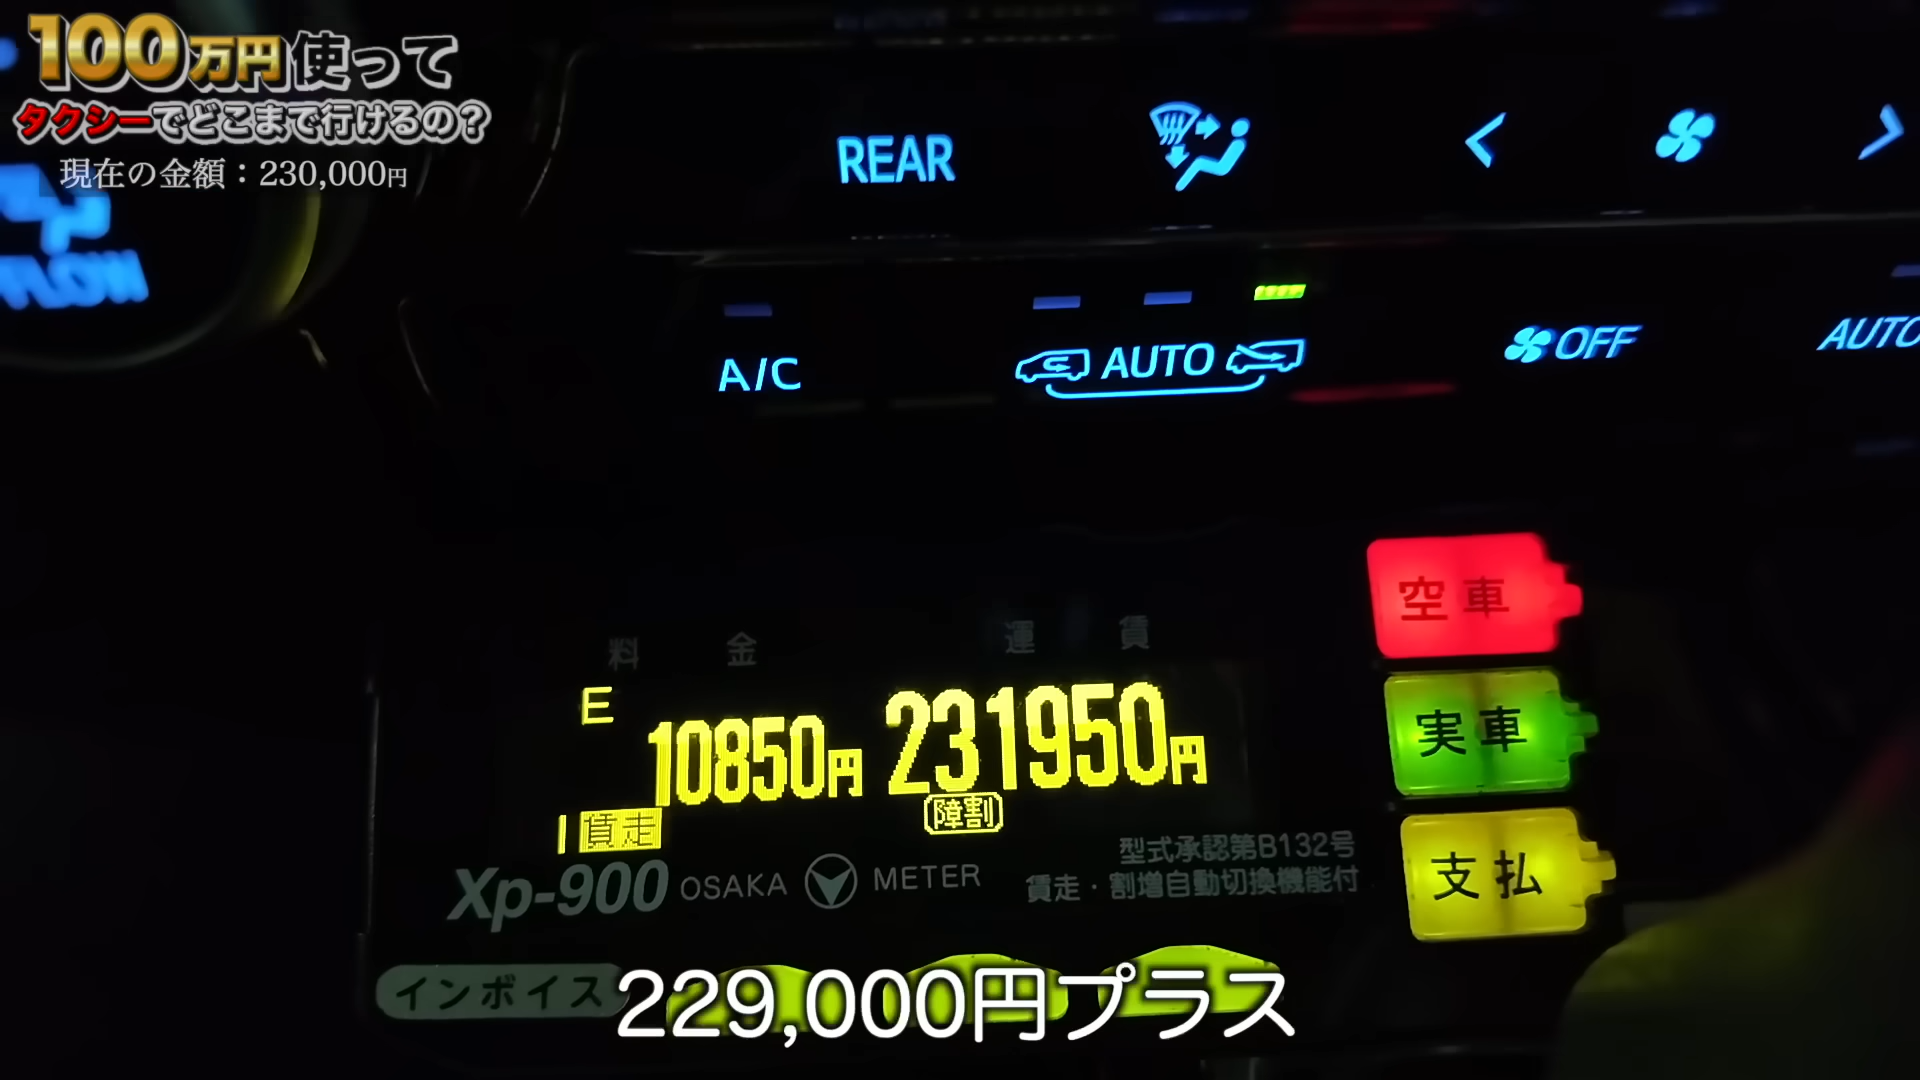 100万円使って
タクシーでどこまで行けるの？
現在の金額：230,000円
REAR
A/C
AUTO
OFF
AUTO
空車
料金 運賃
E
10850円 231950円
実車
賃走
障割
型式承認第B132号
支払
Xp-900 OSAKA METER
賃走・割増自動切換機能付
インボイス
229,000円プラス